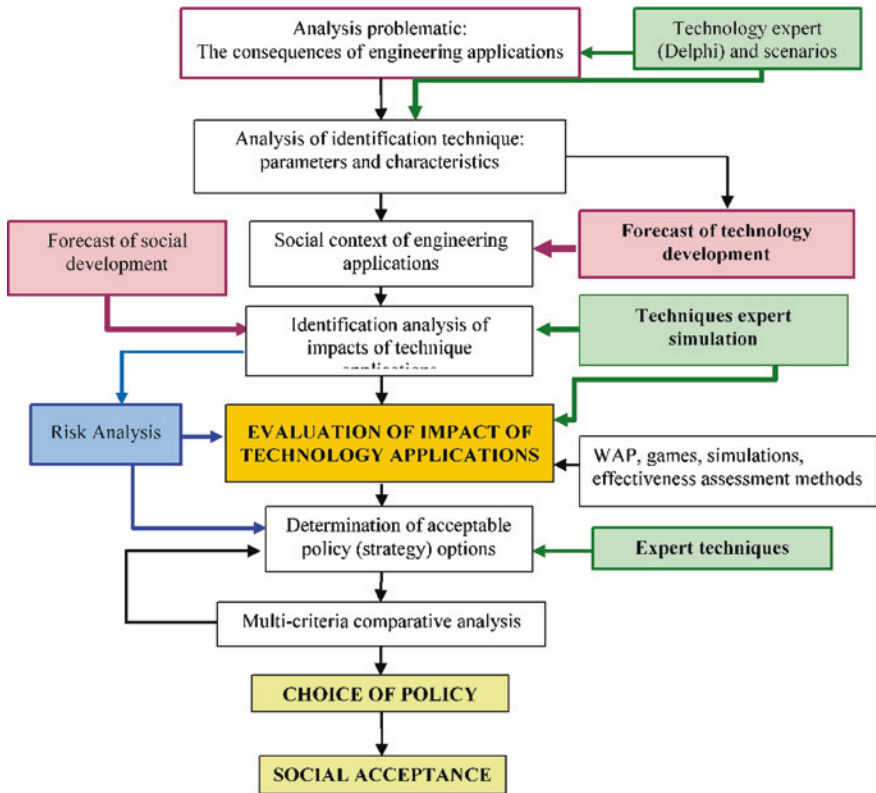 Analysis problematic:
The consequences of engineering applications
Technology expert
(Delphi) and scenarios
Analysis of identification technique:
parameters and characteristics
Forecast of social
development
Social context of engineering
applications
Forecast of technology
development
Identification analysis of
impacts of technique
applications
Techniques expert
simulation
Risk Analysis
EVALUATION OF IMPACT OF
TECHNOLOGY APPLICATIONS
WAP, games, simulations,
effectiveness assessment methods
Determination of acceptable
policy (strategy) options
Expert techniques
Multi-criteria comparative analysis
CHOICE OF POLICY
SOCIAL ACCEPTANCE